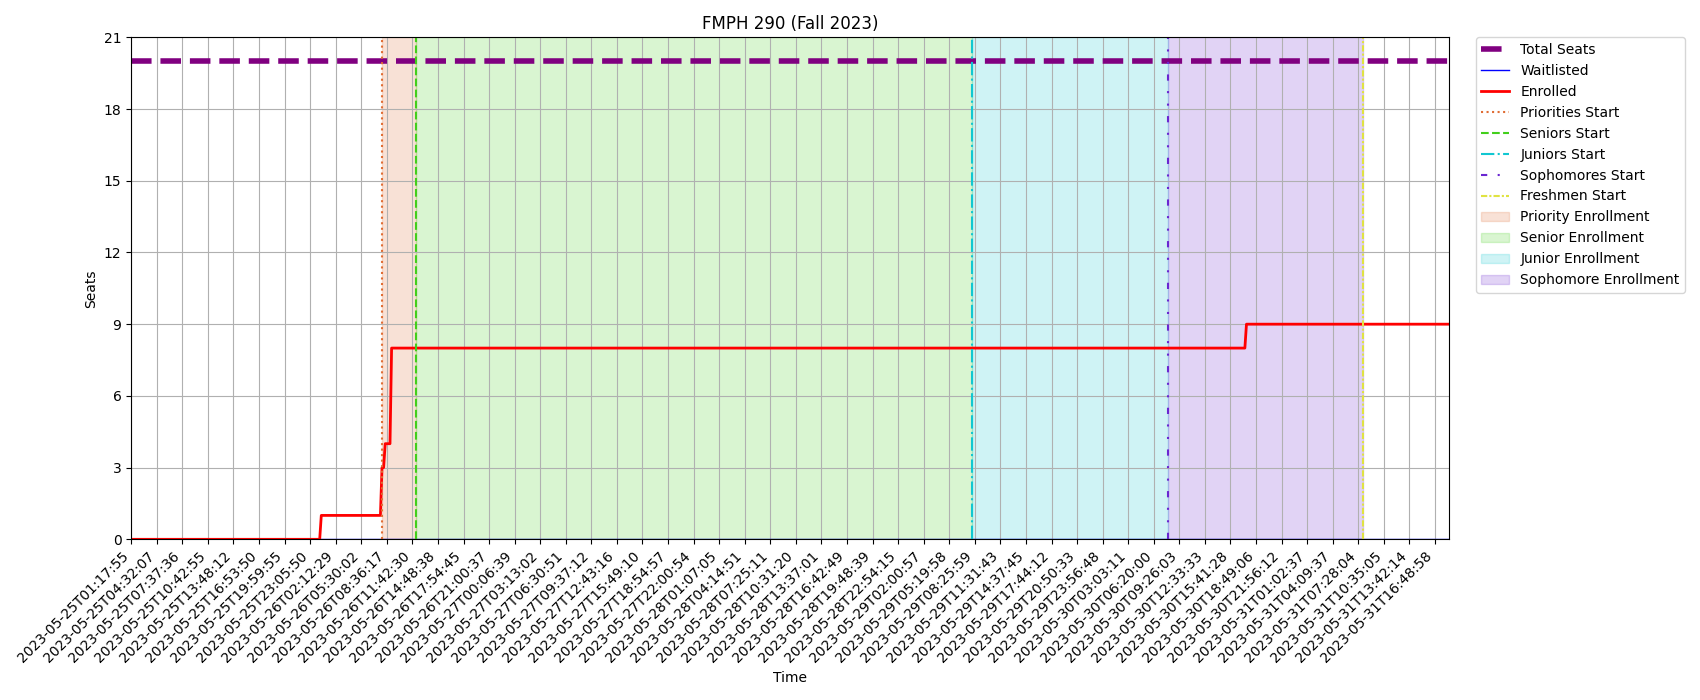 FMPH 290 (Fall 2023)
21
18
15
12
9
6
3
0
Seats
2023-05-25T01:17:55
2023-05-25T04:32:07
2023-05-25T07:37:36
2023-05-25T10:42:55
2023-05-25T13:48:12
2023-05-25T16:53:50
2023-05-25T19:59:55
2023-05-25T23:05:50
2023-05-26T02:12:29
2023-05-26T05:30:02
2023-05-26T08:36:17
2023-05-26T11:42:30
2023-05-26T14:48:38
2023-05-26T17:54:45
2023-05-26T21:00:37
2023-05-27T00:06:39
2023-05-27T03:13:02
2023-05-27T06:30:51
2023-05-27T09:37:12
2023-05-27T12:43:16
2023-05-27T15:49:10
2023-05-27T18:54:57
2023-05-27T22:00:54
2023-05-28T01:07:05
2023-05-28T04:14:51
2023-05-28T07:25:11
2023-05-28T10:31:20
2023-05-28T13:37:01
2023-05-28T16:42:49
2023-05-28T19:48:39
2023-05-28T22:54:15
2023-05-29T02:00:57
2023-05-29T05:19:58
2023-05-29T08:25:59
2023-05-29T11:31:43
2023-05-29T14:37:45
2023-05-29T17:44:12
2023-05-29T20:50:33
2023-05-29T23:56:48
2023-05-30T03:03:11
2023-05-30T06:20:00
2023-05-30T09:26:03
2023-05-30T12:33:33
2023-05-30T15:41:28
2023-05-30T18:49:06
2023-05-30T21:56:12
2023-05-31T01:02:37
2023-05-31T04:09:37
2023-05-31T07:28:04
2023-05-31T10:35:05
2023-05-31T13:42:14
2023-05-31T16:48:58
Time
Total Seats
Waitlisted
Enrolled
Priorities Start
Seniors Start
Juniors Start
Sophomores Start
Freshmen Start
Priority Enrollment
Senior Enrollment
Junior Enrollment
Sophomore Enrollment